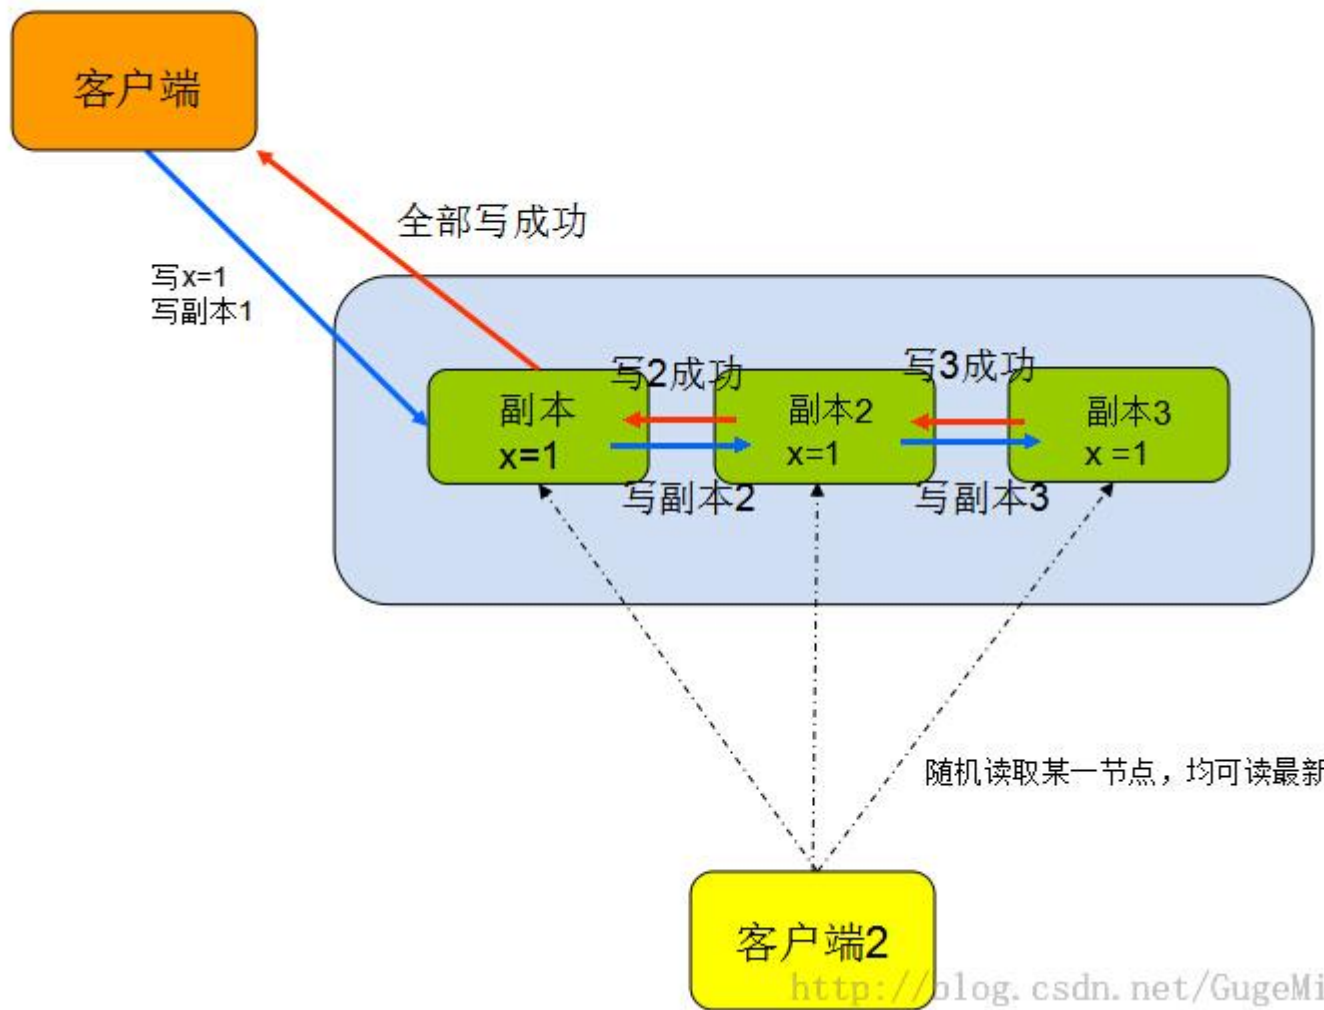 客户端
全部写成功
写x=1
写副本1
写2成功
写3成功
副本
x=1
副本2
x=1
副本3
x =1
写副本2
写副本3
随机读取某一节点，均可读最新
客户端2
http://blog.csdn.net/GugeMi